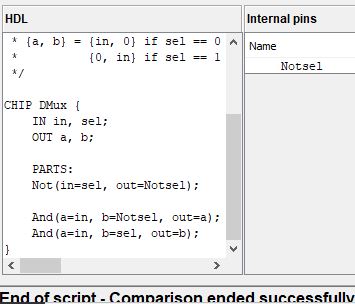 HDL
Internal pins
* {a, b} = {in, 0} if sel == 0
*          {0, in} if sel == 1
*/
CHIP DMux {
    IN in, sel;
    OUT a, b;
    PARTS:
    Not(in=sel, out=Notsel);
    And(a=in, b=Notsel, out=a);
    And(a=in, b=sel, out=b);
}
Name
Notsel
End of script - Comparison ended successfully